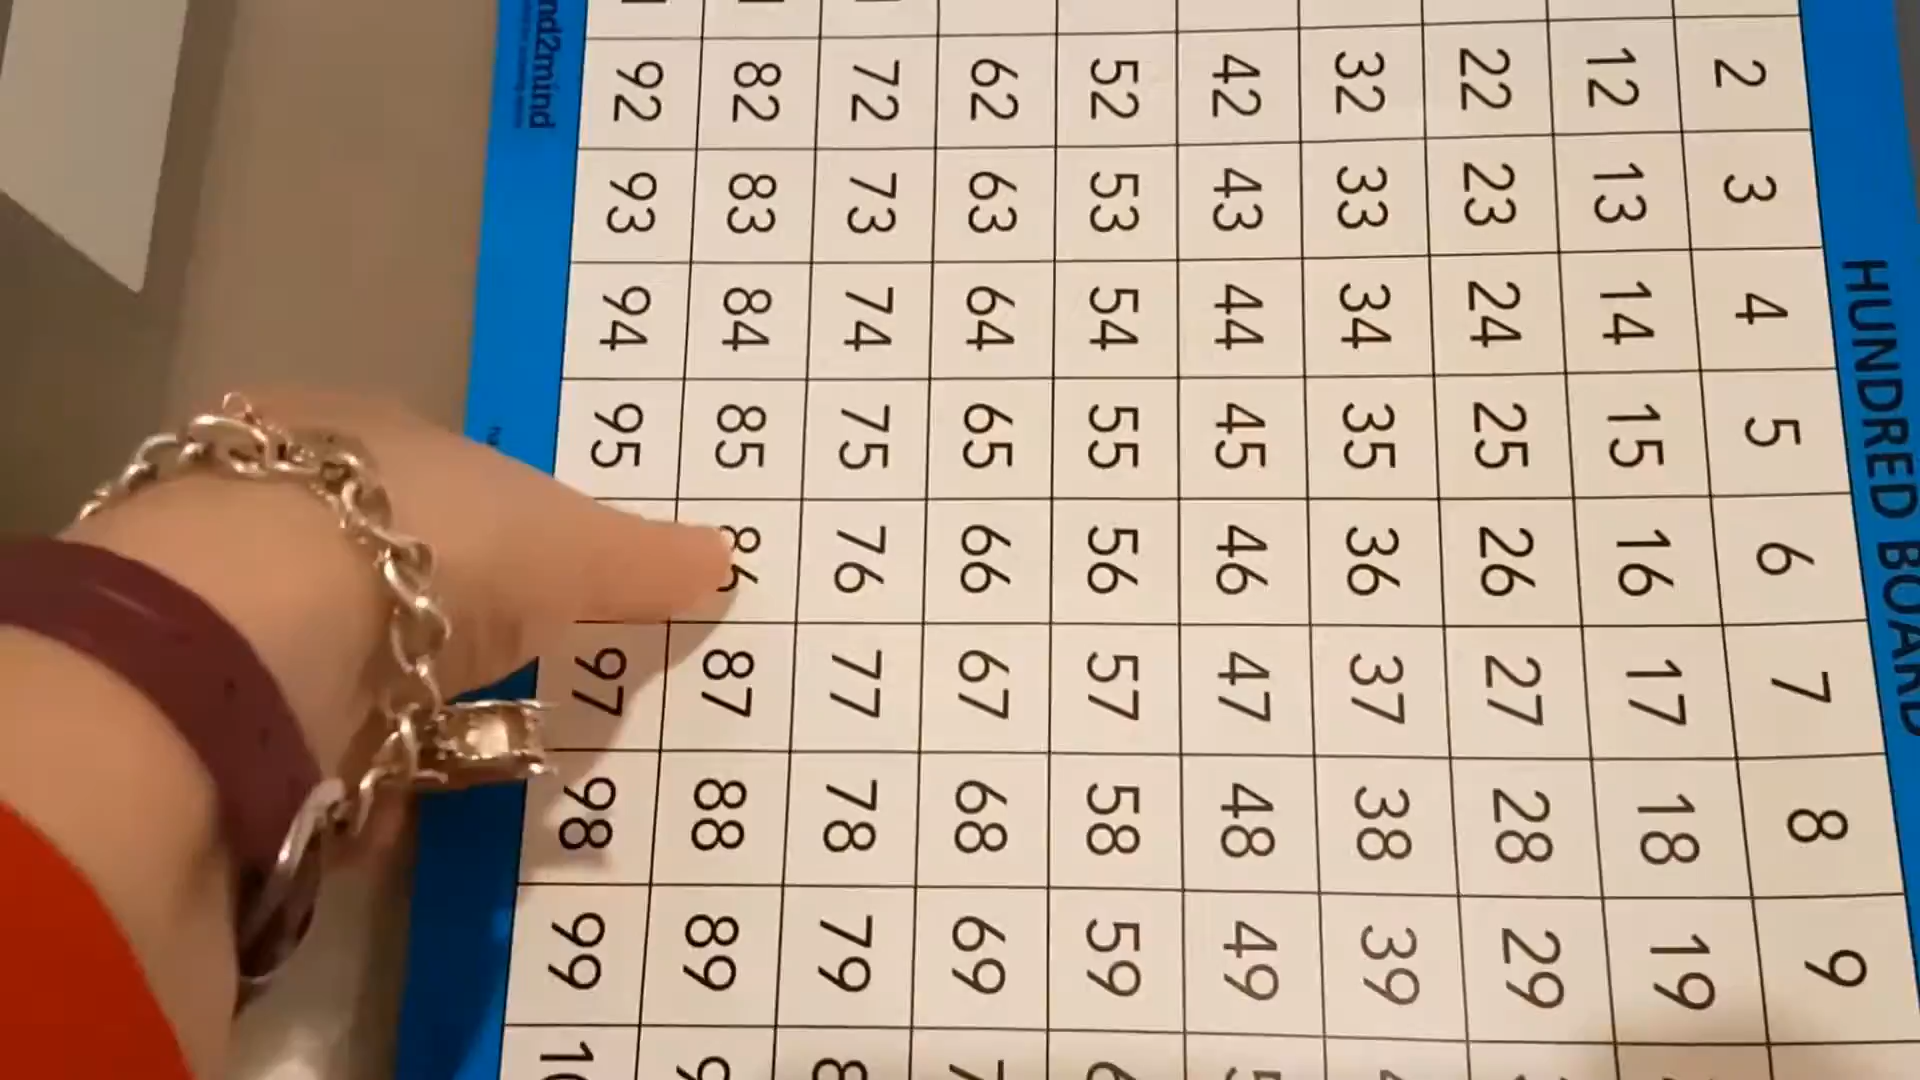 HUNDRED BOARD
2 3 4 5 6 7 8 9
12 13 14 15 16 17 18 19
22 23 24 25 26 27 28 29
32 33 34 35 36 37 38 39
42 43 44 45 46 47 48 49
52 53 54 55 56 57 58 59
62 63 64 65 66 67 68 69
72 73 74 75 76 77 78 79
82 83 84 85 86 87 88 89
92 93 94 95 97 98 99
nd2mind